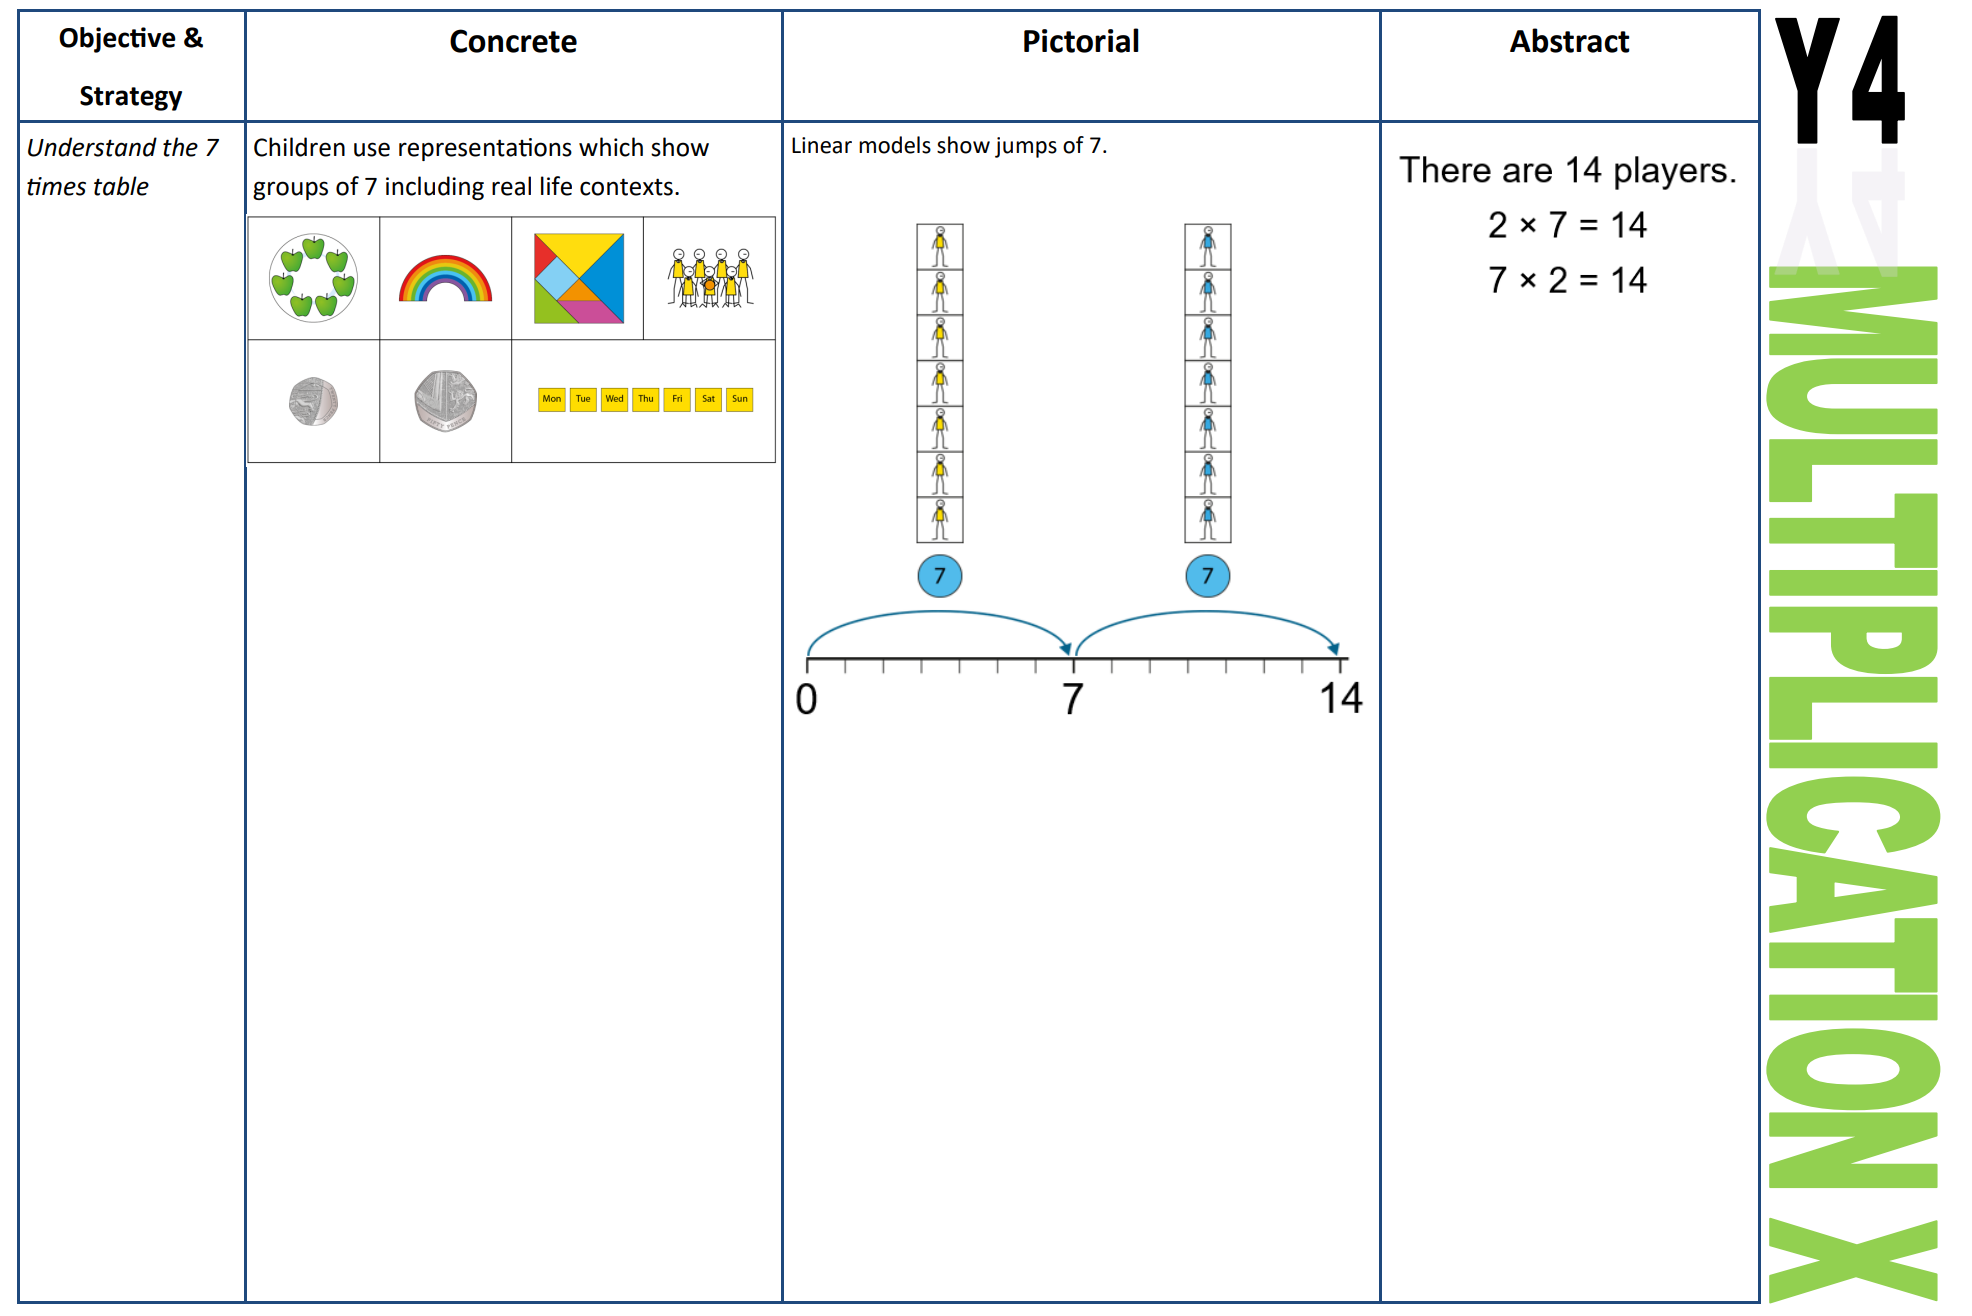 Objective &
Strategy
Concrete
Pictorial
Abstract
Understand the 7
times table
Children use representations which show
groups of 7 including real life contexts.
Mon Tue Wed Thu Fri Sat Sun
FIFTY PENCE
Linear models show jumps of 7.
7 7
0 7 14
There are 14 players.
2 × 7 = 14
7 × 2 = 14
Y4
MULTIPLICATION X